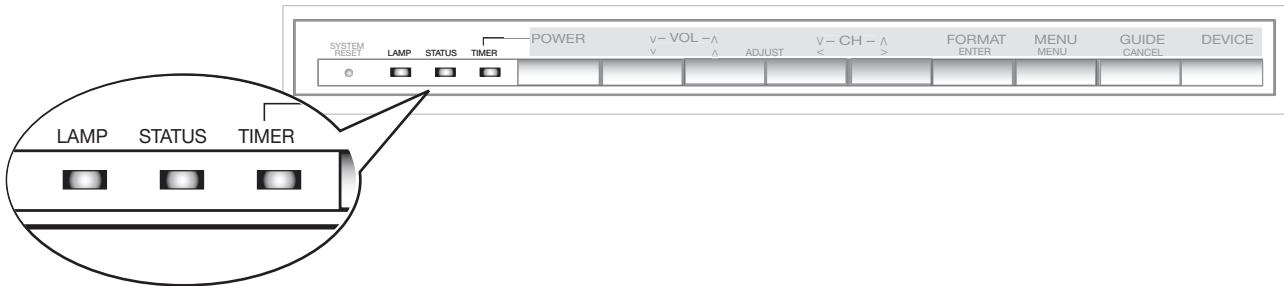 POWER
∨– VOL –∧
∨– CH – ∧
FORMAT
MENU
GUIDE
DEVICE
SYSTEM
RESET
LAMP
STATUS
TIMER
∨
∧
ADJUST
<
>
ENTER
MENU
CANCEL
LAMP
STATUS
TIMER